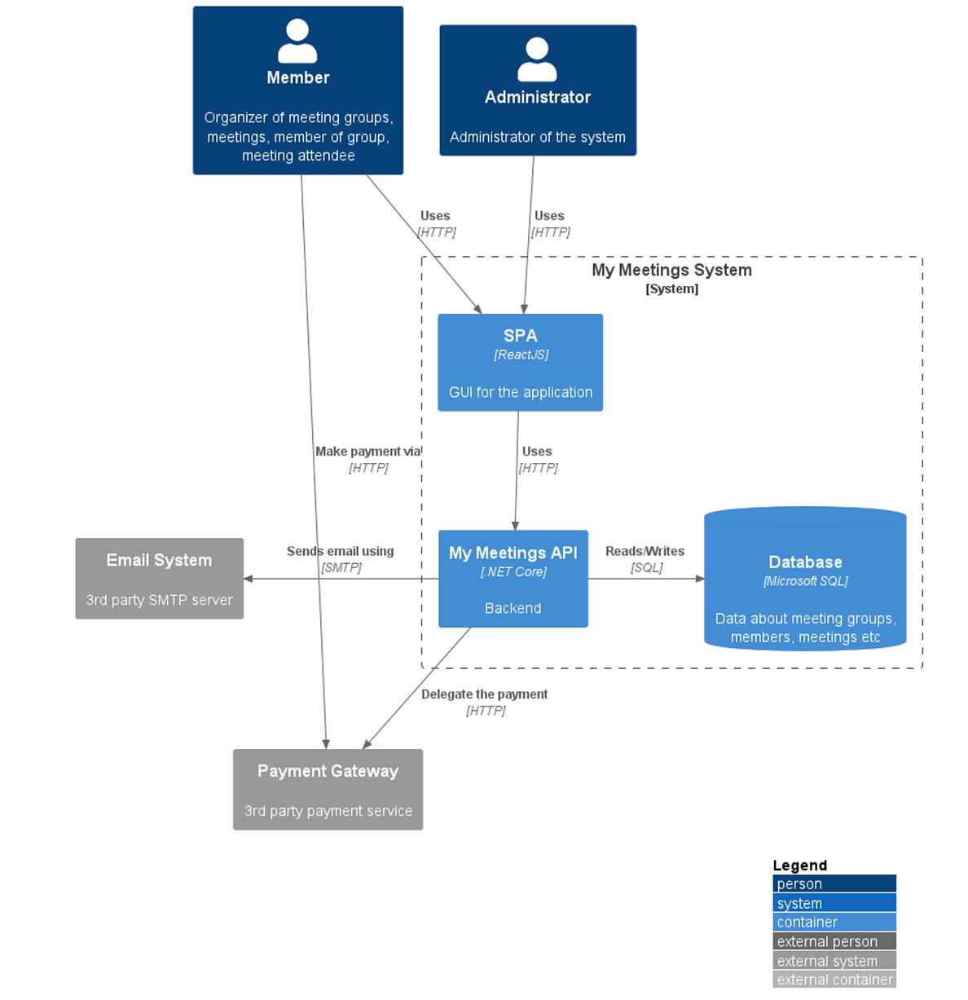 Member
Organizer of meeting groups,
meetings, member of group,
meeting attendee
Administrator
Administrator of the system
Uses
[HTTP]
Uses
[HTTP]
My Meetings System
[System]
SPA
[ReactJS]
GUI for the application
Make payment via
[HTTP]
Uses
[HTTP]
Email System
3rd party SMTP server
Sends email using
[SMTP]
My Meetings API
[.NET Core]
Backend
Reads/Writes
[SQL]
Database
[Microsoft SQL]
Data about meeting groups,
members, meetings etc
Delegate the payment
[HTTP]
Payment Gateway
3rd party payment service
Legend
person
system
container
external person
external system
external container